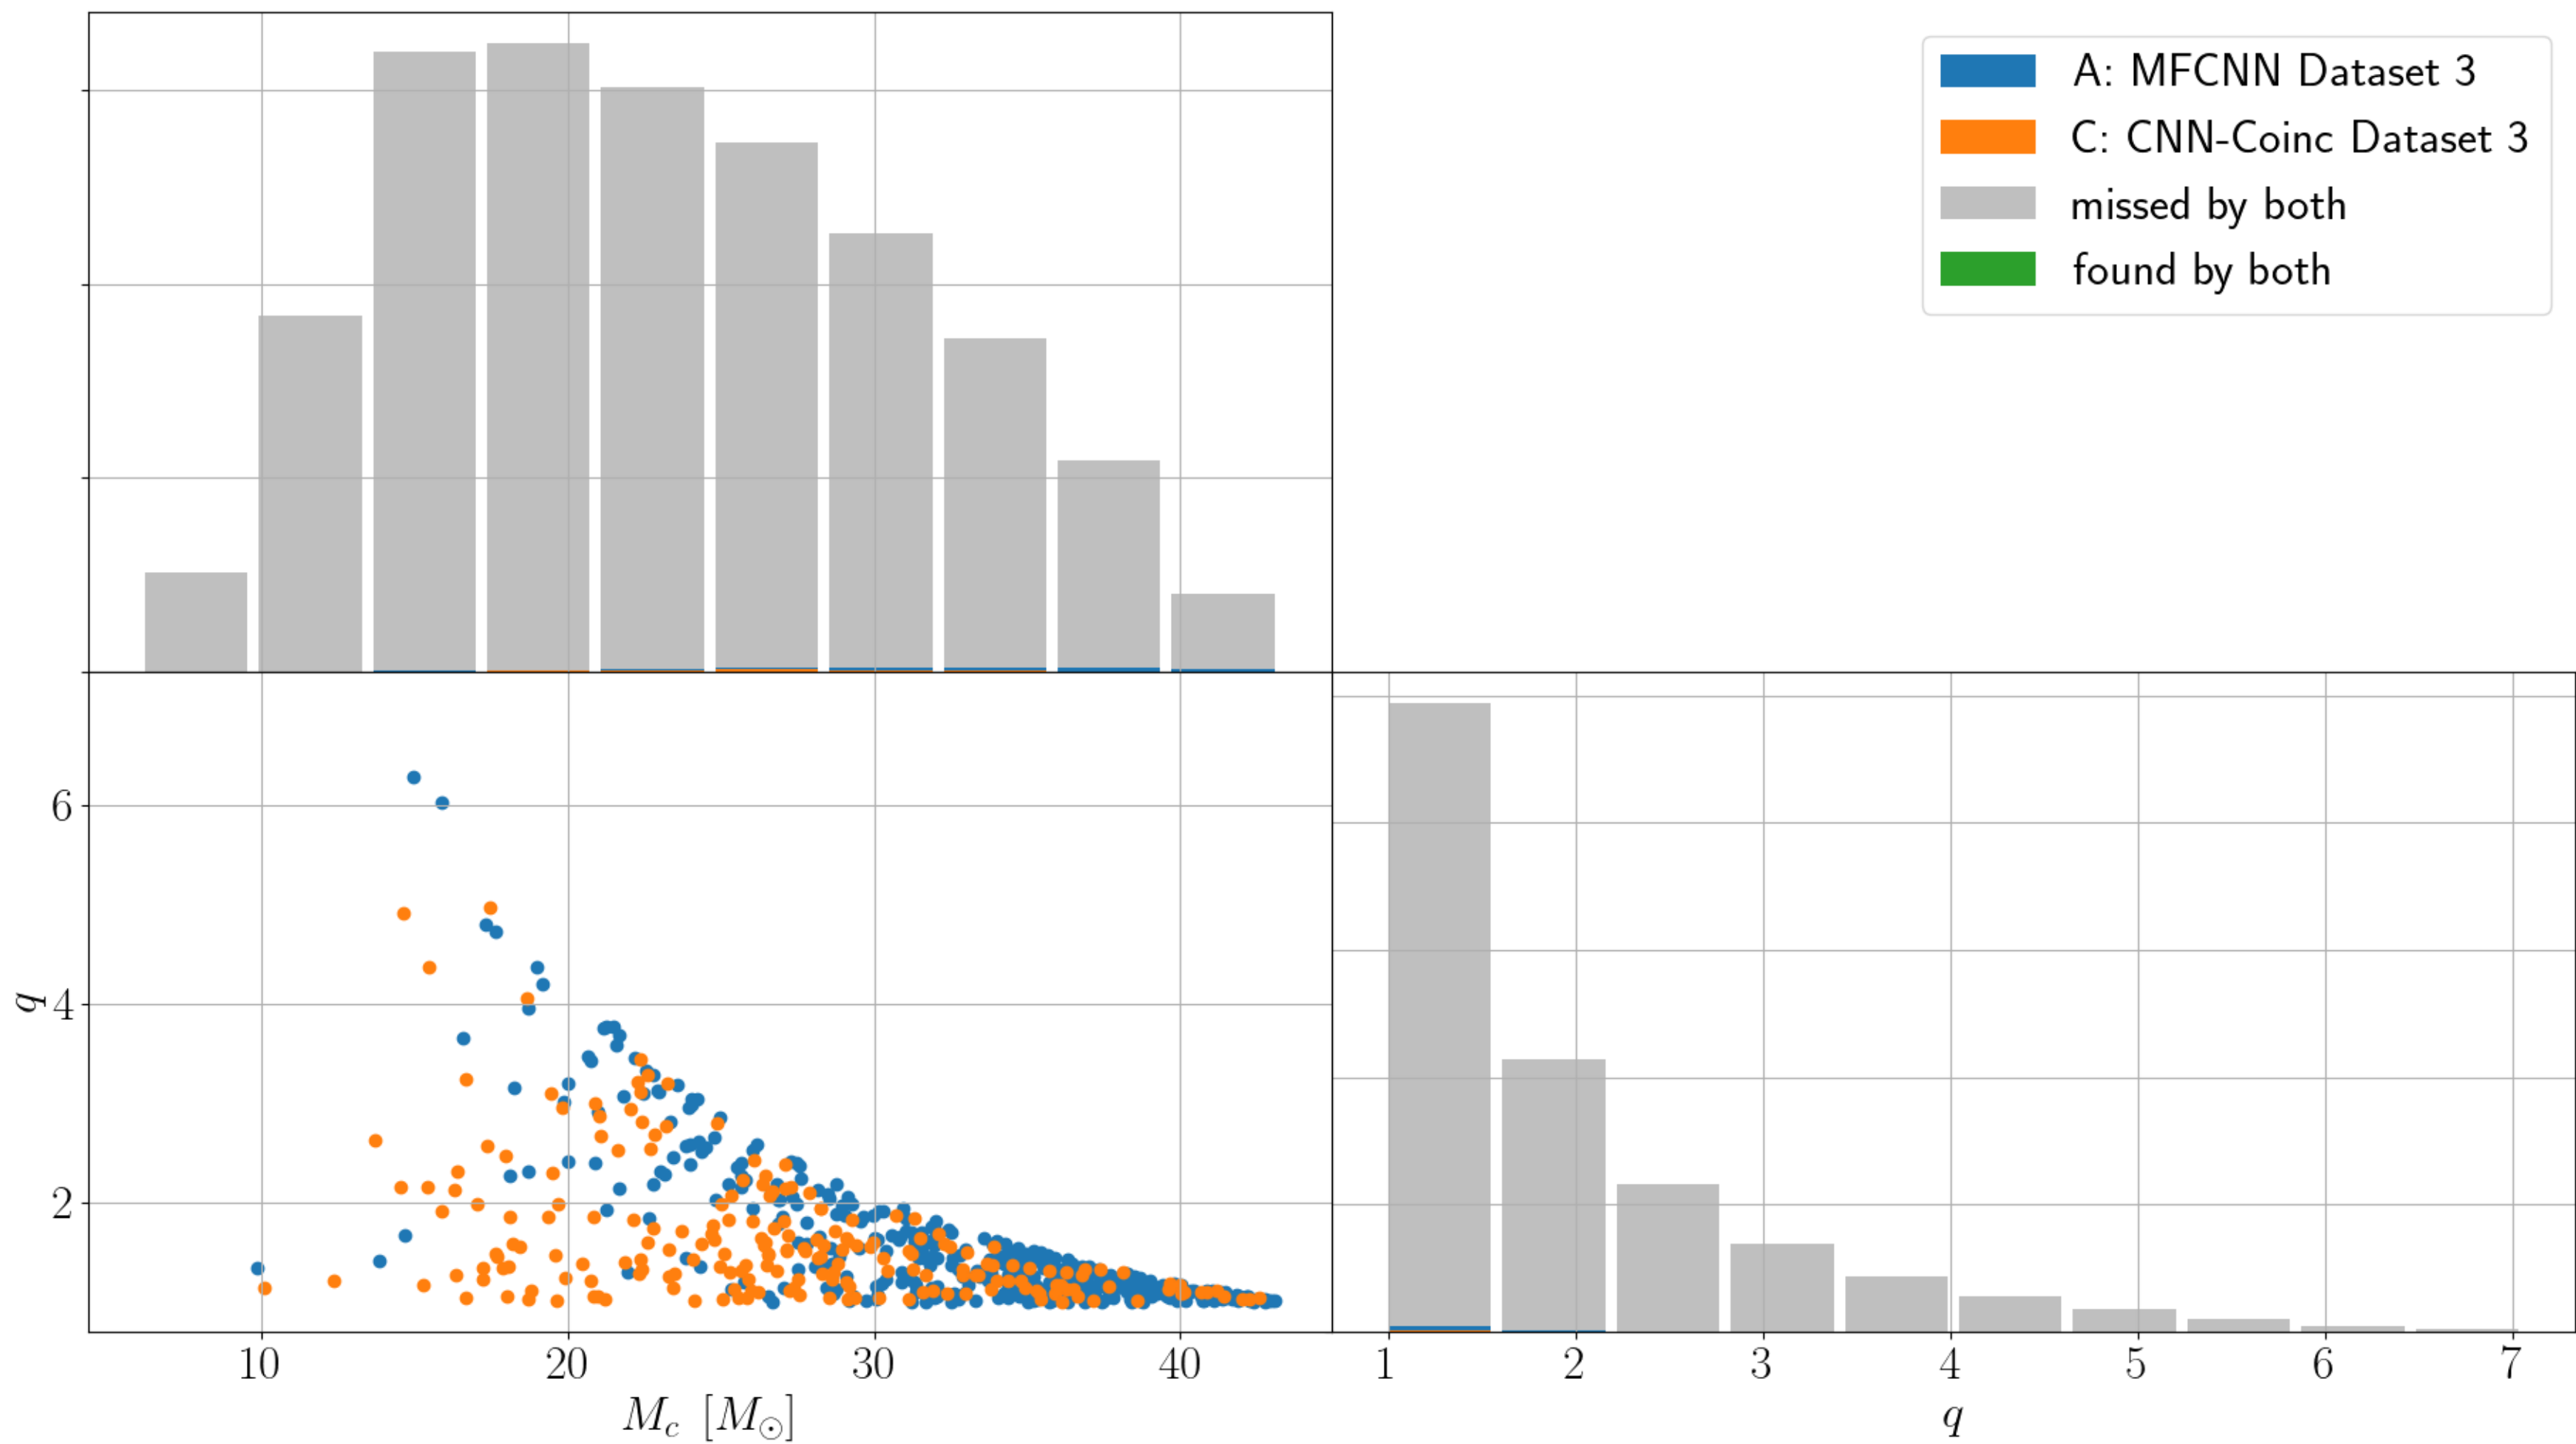 A: MFCNN Dataset 3
C: CNN-Coinc Dataset 3
missed by both
found by both
6
4
2
q
10 20 30 40
M_c [M_⊙]
1 2 3 4 5 6 7
q